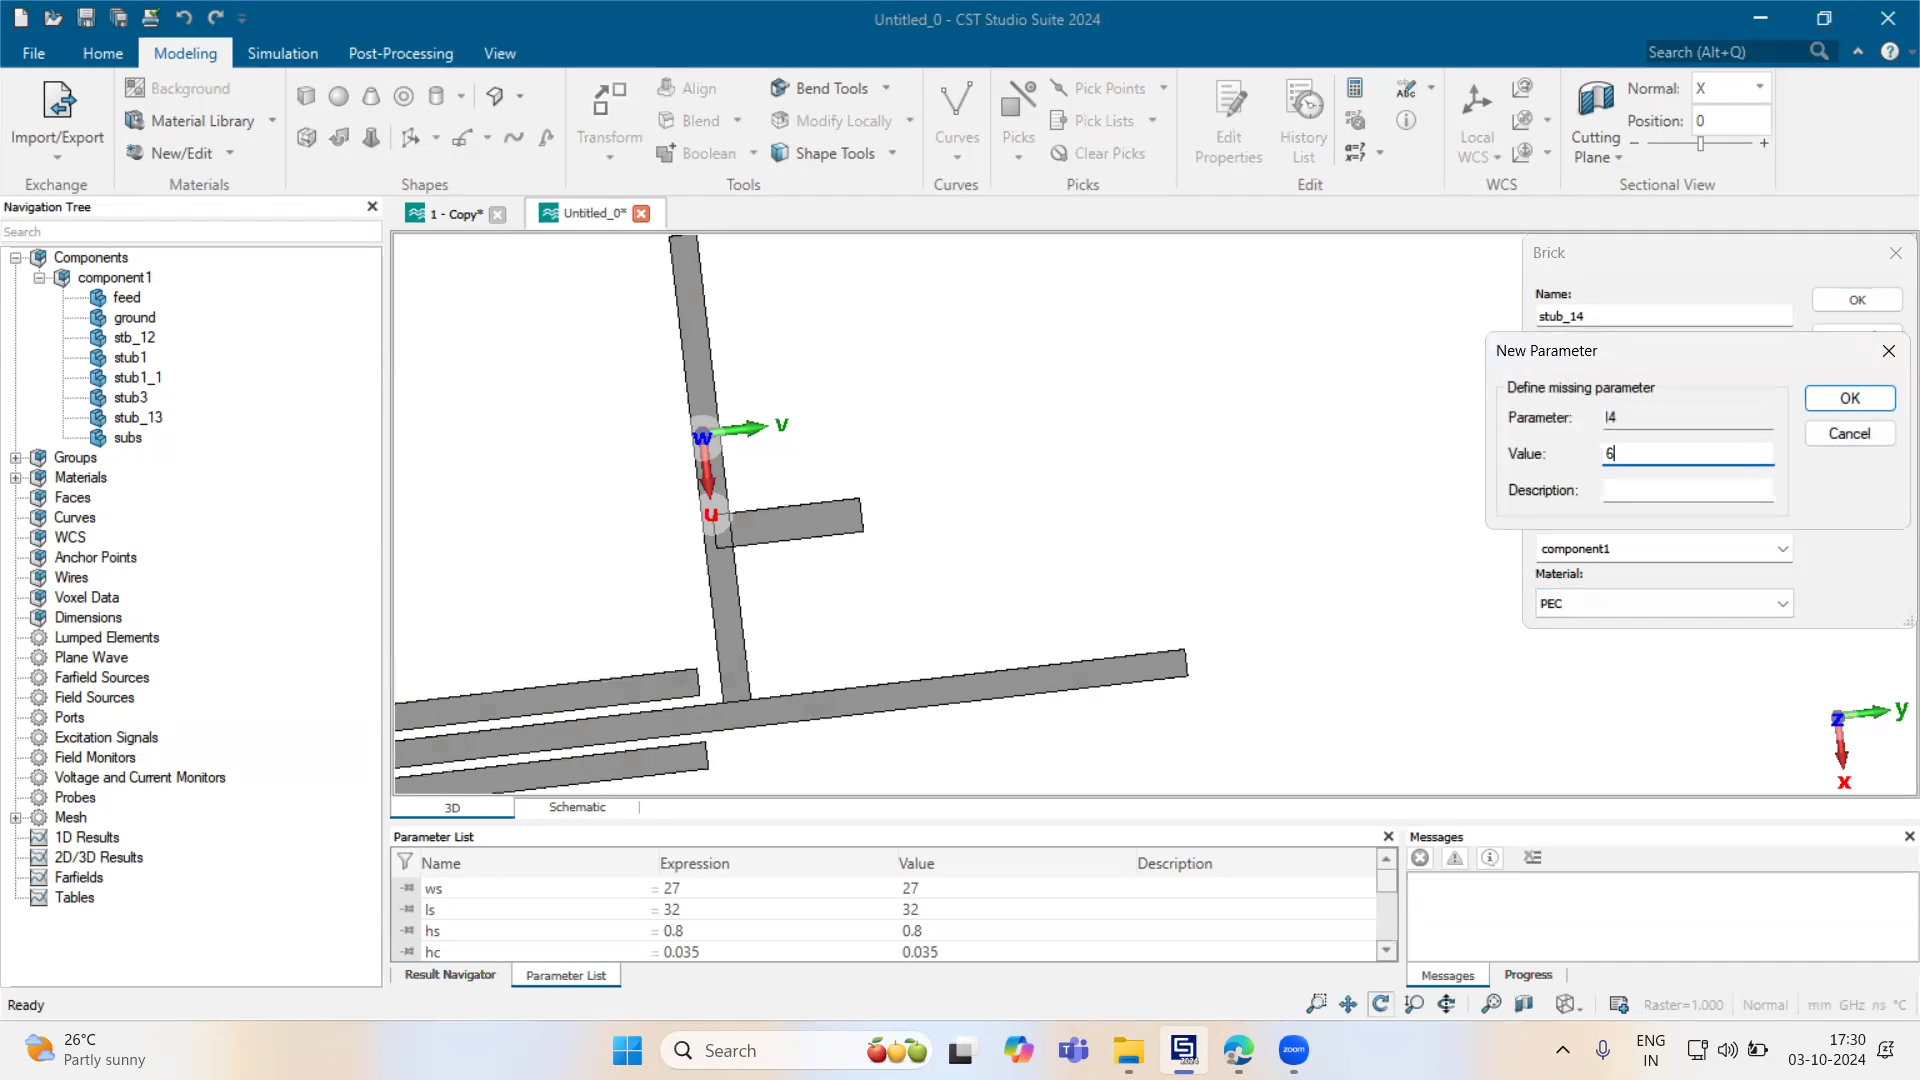 Untitled_0 - CST Studio Suite 2024
File
Home
Modeling
Simulation
Post-Processing
View
Search (Alt+Q)
Import/Export
Exchange
Background
Material Library
New/Edit
Materials
Shapes
Transform
Align
Blend
Boolean
Bend Tools
Modify Locally
Shape Tools
Tools
Curves
Curves
Picks
Pick Points
Pick Lists
Clear Picks
Picks
Edit
Properties
History
List
Edit
Local
WCS
WCS
Cutting
Plane
Normal:
X
Position:
0
Sectional View
Navigation Tree
Search
Components
component1
feed
ground
stb_12
stub1
stub1_1
stub3
stub_13
subs
Groups
Materials
Faces
Curves
WCS
Anchor Points
Wires
Voxel Data
Dimensions
Lumped Elements
Plane Wave
Farfield Sources
Field Sources
Ports
Excitation Signals
Field Monitors
Voltage and Current Monitors
Probes
Mesh
1D Results
2D/3D Results
Farfields
Tables
1 - Copy*
Untitled_0*
w
v
u
z
y
x
Brick
Name:
stub_14
OK
New Parameter
Define missing parameter
Parameter:
l4
Value:
6
Description:
OK
Cancel
component1
Material:
PEC
3D
Schematic
Parameter List
Name Expression Value Description
ws = 27 27
ls = 32 32
hs = 0.8 0.8
hc = 0.035 0.035
Result Navigator
Parameter List
Messages
Messages
Progress
Ready
Raster=1.000
Normal
mm GHz ns °C
26°C
Partly sunny
Search
zoom
ENG
IN
17:30
03-10-2024